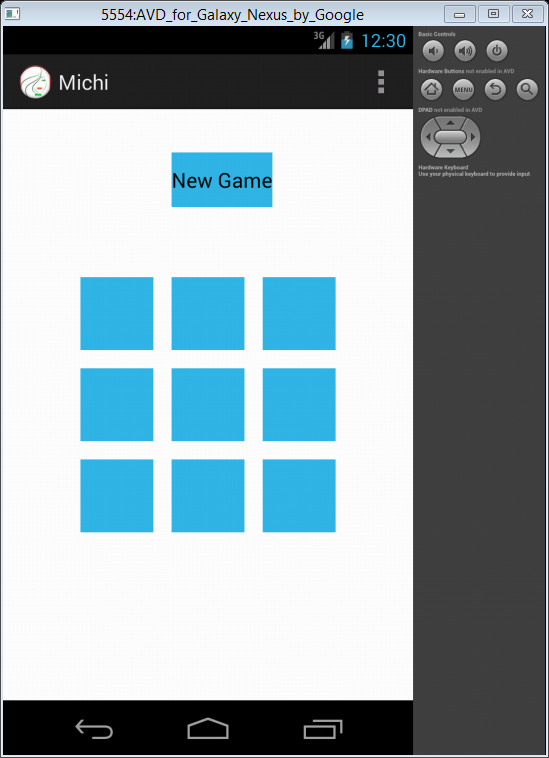 5554:AVD_for_Galaxy_Nexus_by_Google
3G 12:30
Michi
New Game
Basic Controls
Hardware Buttons not enabled in AVD
MENU
DPAD not enabled in AVD
Hardware Keyboard
Use your physical keyboard to provide input